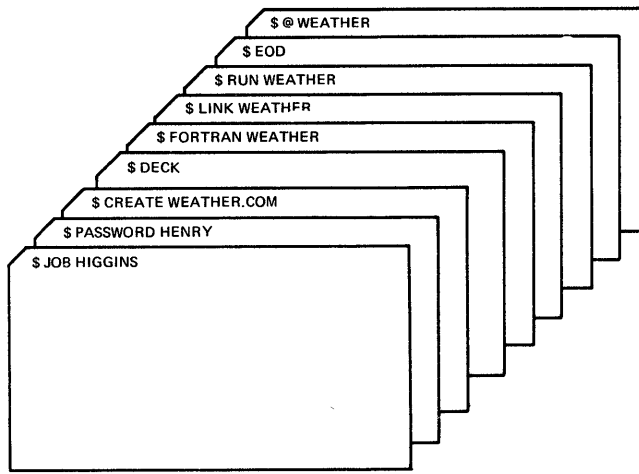 $ @ WEATHER
$ EOD
$ RUN WEATHER
$ LINK WEATHER
$ FORTRAN WEATHER
$ DECK
$ CREATE WEATHER.COM
$ PASSWORD HENRY
$ JOB HIGGINS